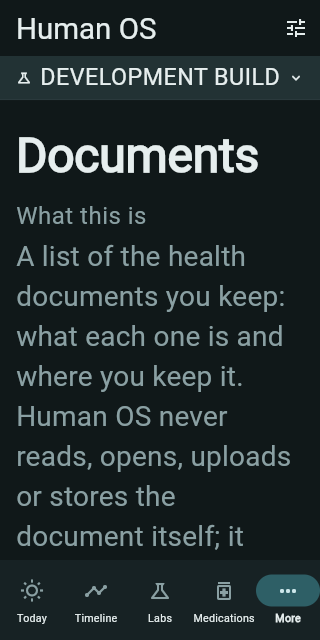 Human OS
DEVELOPMENT BUILD
Documents
What this is
A list of the health
documents you keep:
what each one is and
where you keep it.
Human OS never
reads, opens, uploads
or stores the
document itself; it
Today
Timeline
Labs
Medications
More